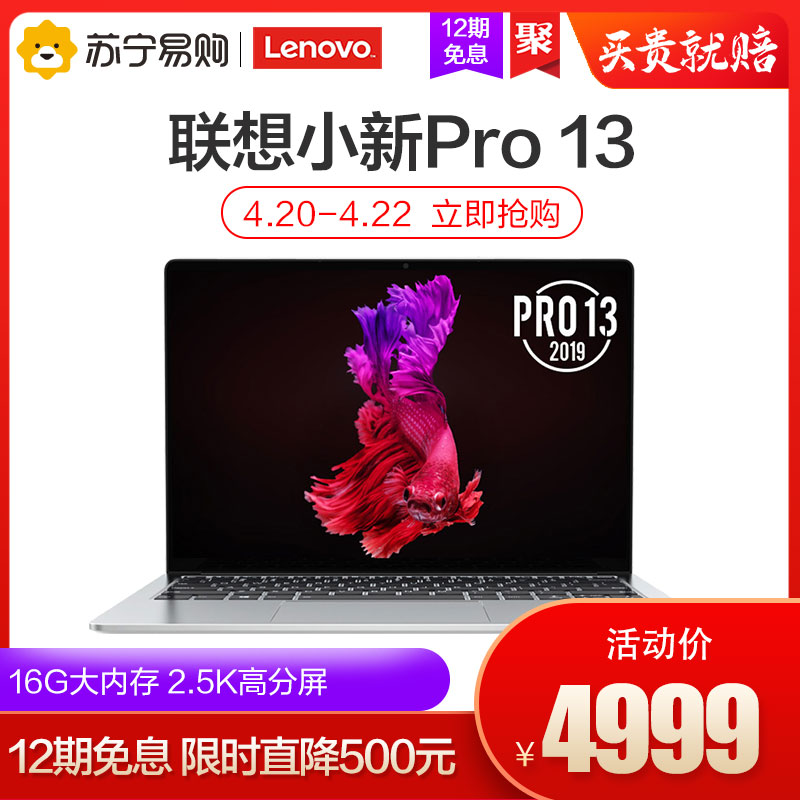 苏宁易购 Lenovo
12期
免息
聚
买贵就赔
联想小新Pro 13
4.20-4.22 立即抢购
PRO 13
2019
16G大内存 2.5K高分屏
活动价
12期免息 限时直降500元
¥4999